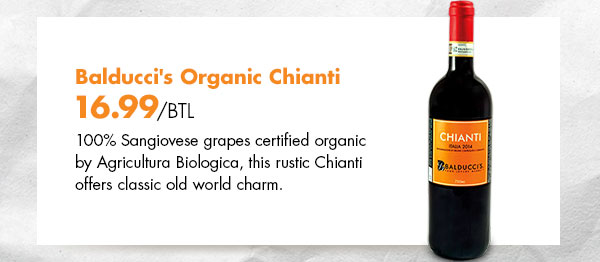 Balducci's Organic Chianti
16.99/BTL
100% Sangiovese grapes certified organic
by Agricultura Biologica, this rustic Chianti
offers classic old world charm.
CHIANTI
ITALIA 2014
BALDUCCI'S